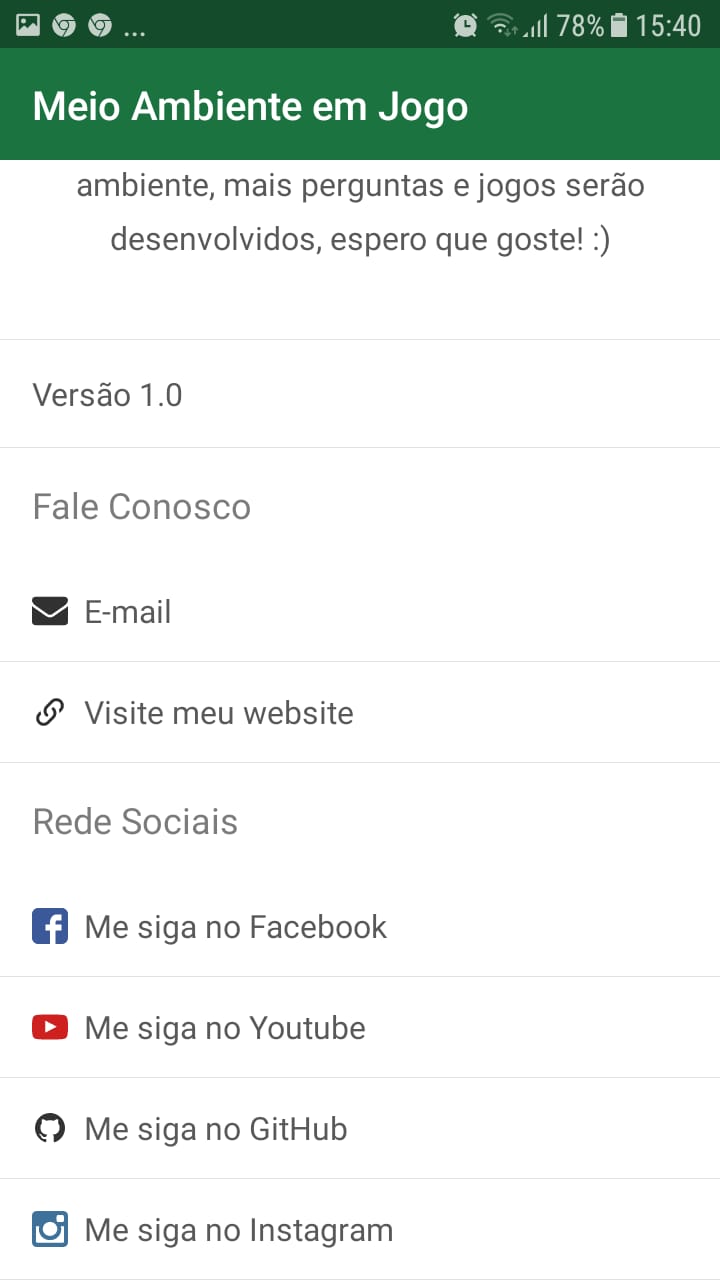 ... 78% 15:40
Meio Ambiente em Jogo
ambiente, mais perguntas e jogos serão
desenvolvidos, espero que goste! :)
Versão 1.0
Fale Conosco
E-mail
Visite meu website
Rede Sociais
Me siga no Facebook
Me siga no Youtube
Me siga no GitHub
Me siga no Instagram